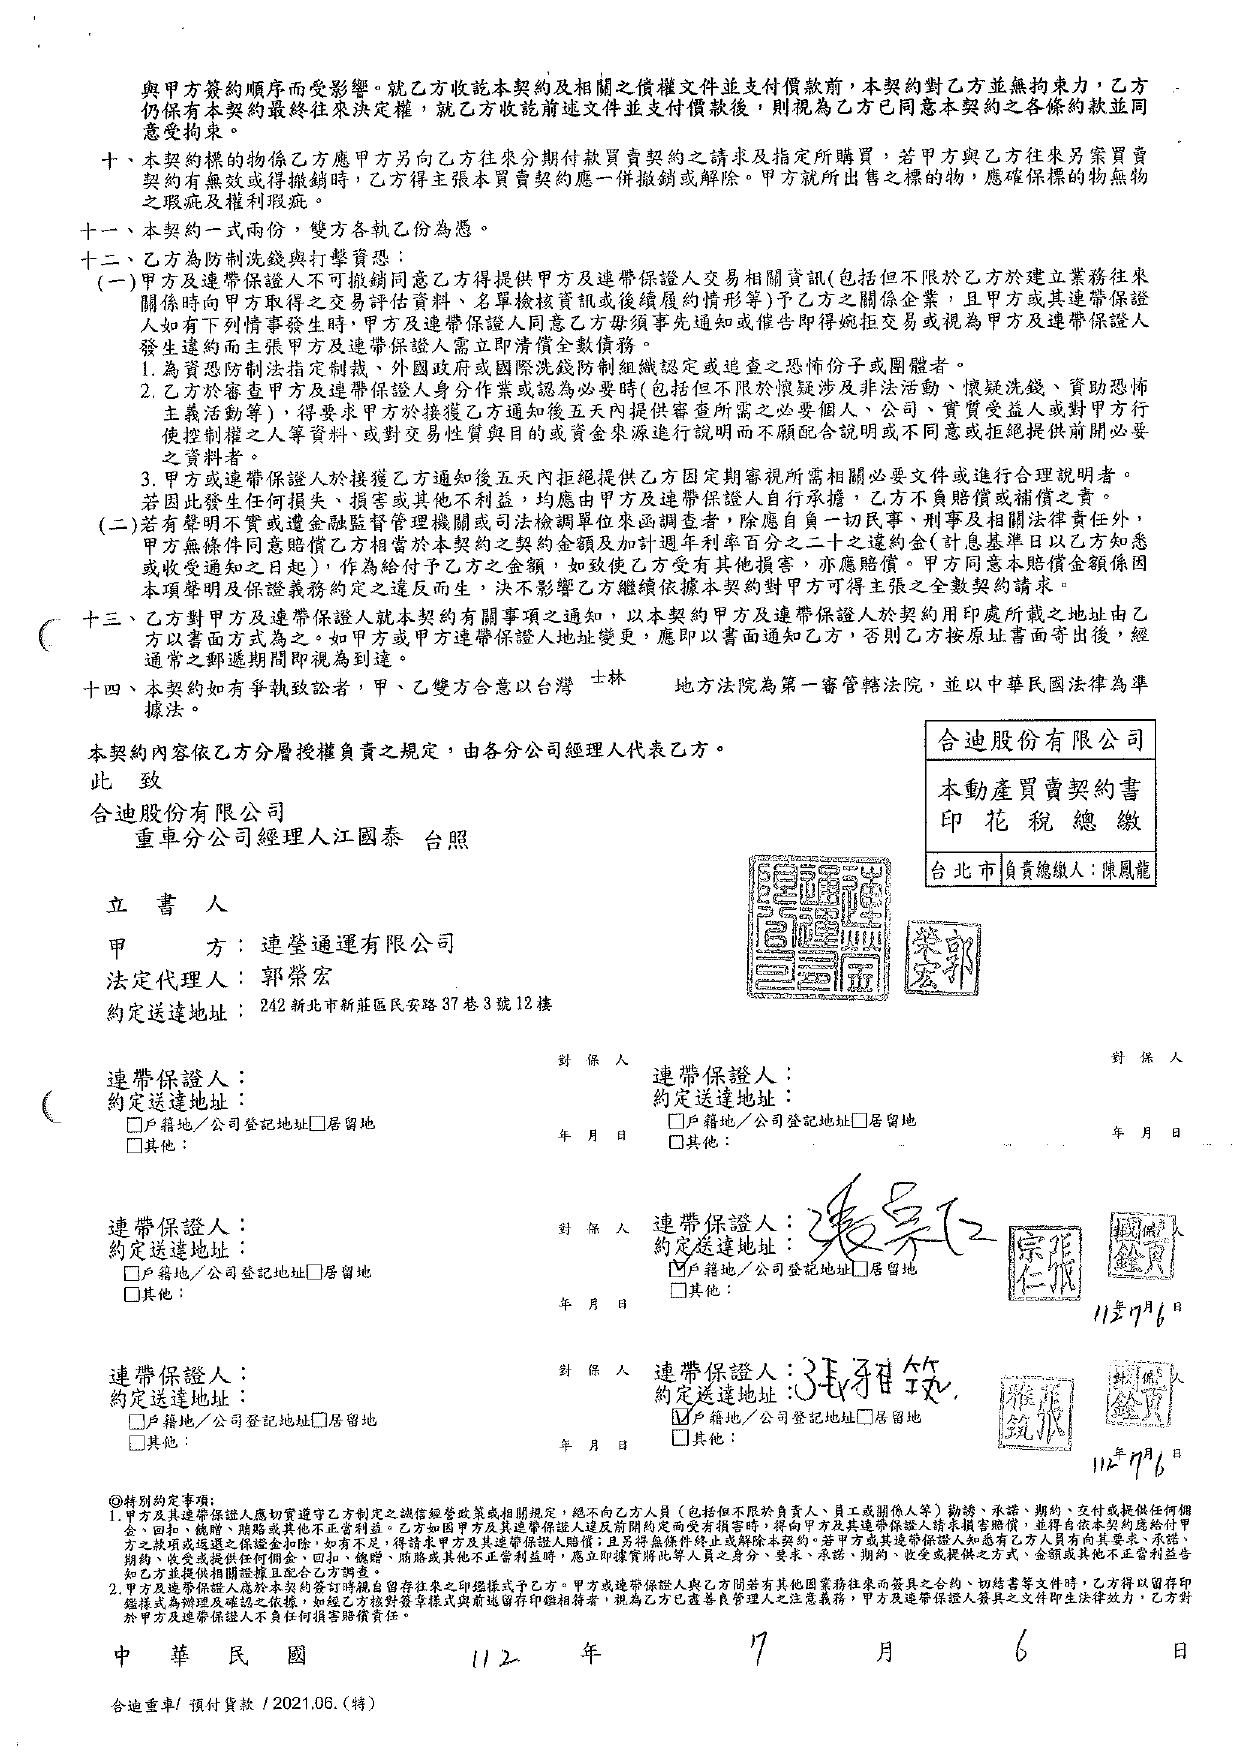 與甲方簽約順序而受影響。就乙方收訖本契約及相關之債權文件並支付價款前，本契約對乙方並無拘束力，乙方
仍保有本契約最終往來決定權，就乙方收訖前述文件並支付價款後，則視為乙方已同意本契約之各條約款並同
意受拘束。
十、本契約標的物係乙方應甲方另向乙方往來分期付款買賣契約之請求及指定所購買，若甲方與乙方往來另案買賣
契約有無效或得撤銷時，乙方得主張本買賣契約應一併撤銷或解除。甲方就所出售之標的物，應確保標的物無物
之瑕疵及權利瑕疵。
十一、本契約一式兩份，雙方各執乙份為憑。
十二、乙方為防制洗錢與打擊資恐：
(一)甲方及連帶保證人不可撤銷同意乙方得提供甲方及連帶保證人交易相關資訊(包括但不限於乙方於建立業務往來
關係時向甲方取得之交易評估資料、名單檢核資訊或後續履約情形等)予乙方之關係企業，且甲方或其連帶保證
人如有下列情事發生時，甲方及連帶保證人同意乙方毋須事先通知或催告即得婉拒交易或視為甲方及連帶保證人
發生違約而主張甲方及連帶保證人需立即清償全數債務。
1. 為資恐防制法指定制裁、外國政府或國際洗錢防制組織認定或追查之恐怖份子或團體者。
2. 乙方於審查甲方及連帶保證人身分作業或認為必要時(包括但不限於懷疑涉及非法活動、懷疑洗錢、資助恐怖
主義活動等)，得要求甲方於接獲乙方通知後五天內提供審查所需之必要個人、公司、實質受益人或對甲方行
使控制權之人等資料、或對交易性質與目的或資金來源進行說明而不願配合說明或不同意或拒絕提供前開必要
之資料者。
3. 甲方或連帶保證人於接獲乙方通知後五天內拒絕提供乙方因定期審視所需相關必要文件或進行合理說明者。
若因此發生任何損失、損害或其他不利益，均應由甲方及連帶保證人自行承擔，乙方不負賠償或補償之責。
(二)若有聲明不實或遭金融監督管理機關或司法檢調單位來函調查者，除應自負一切民事、刑事及相關法律責任外，
甲方無條件同意賠償乙方相當於本契約之契約金額及加計週年利率百分之二十之違約金(計息基準日以乙方知悉
或收受通知之日起)，作為給付予乙方之金額，如致使乙方受有其他損害，亦應賠償。甲方同意本賠償金額係因
本項聲明及保證義務約定之違反而生，決不影響乙方繼續依據本契約對甲方可得主張之全數契約請求。
十三、乙方對甲方及連帶保證人就本契約有關事項之通知，以本契約甲方及連帶保證人於契約用印處所載之地址由乙
方以書面方式為之。如甲方或甲方連帶保證人地址變更，應即以書面通知乙方，否則乙方按原址書面寄出後，經
通常之郵遞期間即視為到達。
十四、本契約如有爭執致訟者，甲、乙雙方合意以台灣 士林 地方法院為第一審管轄法院，並以中華民國法律為準
據法。
本契約內容依乙方分層授權負責之規定，由各分公司經理人代表乙方。
此 致
合迪股份有限公司
重車分公司經理人江國泰 台照
合迪股份有限公司
本動產買賣契約書
印花稅總繳
台北市 負責總繳人：陳鳳龍
立 書 人
甲 方：連瑩通運有限公司
法定代理人：郭榮宏
約定送達地址：242 新北市新莊區民安路 37 巷 3 號 12 樓
郭榮宏
連帶保證人： 對 保 人 連帶保證人： 對 保 人
約定送達地址： 約定送達地址：
□戶籍地／公司登記地址□居留地 □戶籍地／公司登記地址□居留地
□其他： 年 月 日 □其他： 年 月 日
連帶保證人： 對 保 人 連帶保證人：張宗仁 張宗仁
約定送達地址： 約定送達地址：
□戶籍地／公司登記地址□居留地 ☑戶籍地／公司登記地址□居留地
□其他： 年 月 日 □其他： 112年7月6日
連帶保證人： 對 保 人 連帶保證人：張雅筑 張雅筑
約定送達地址： 約定送達地址：
□戶籍地／公司登記地址□居留地 ☑戶籍地／公司登記地址□居留地
□其他： 年 月 日 □其他： 112年7月6日
◎特別約定事項：
1.甲方及其連帶保證人應切實遵守乙方制定之誠信經營政策或相關規定，絕不向乙方人員（包括但不限於負責人、員工或關係人等）勸誘、承諾、期約、交付或提供任何佣
金、回扣、餽贈、賄賂或其他不正當利益。乙方如因甲方及其連帶保證人違反前開約定而受有損害時，得向甲方及其連帶保證人請求損害賠償，並得自依本契約應給付甲
方之款項或返還之保證金扣除，如有不足，得請求甲方及其連帶保證人賠償；且另得無條件終止或解除本契約。若甲方或其連帶保證人知悉有乙方人員有向其要求、承諾、
期約、收受或提供任何佣金、回扣、餽贈、賄賂或其他不正當利益時，應立即據實將此等人員之身分、要求、承諾、期約、收受或提供之方式、金額或其他不正當利益告
知乙方並提供相關證據且配合乙方調查。
2.甲方及連帶保證人應於本契約簽訂時親自留存往來之印鑑樣式予乙方。甲方或連帶保證人與乙方間若有其他因業務往來而簽具之合約、切結書等文件時，乙方得以留存印
鑑樣式為辦理及確認之依據，如經乙方核對簽章樣式與前述留存印鑑相符者，視為乙方已盡善良管理人之注意義務，甲方及連帶保證人簽具之文件即生法律效力，乙方對
於甲方及連帶保證人不負任何損害賠償責任。
中 華 民 國 112 年 7 月 6 日
合迪重車/ 預付貨款 / 2021.06.（特）